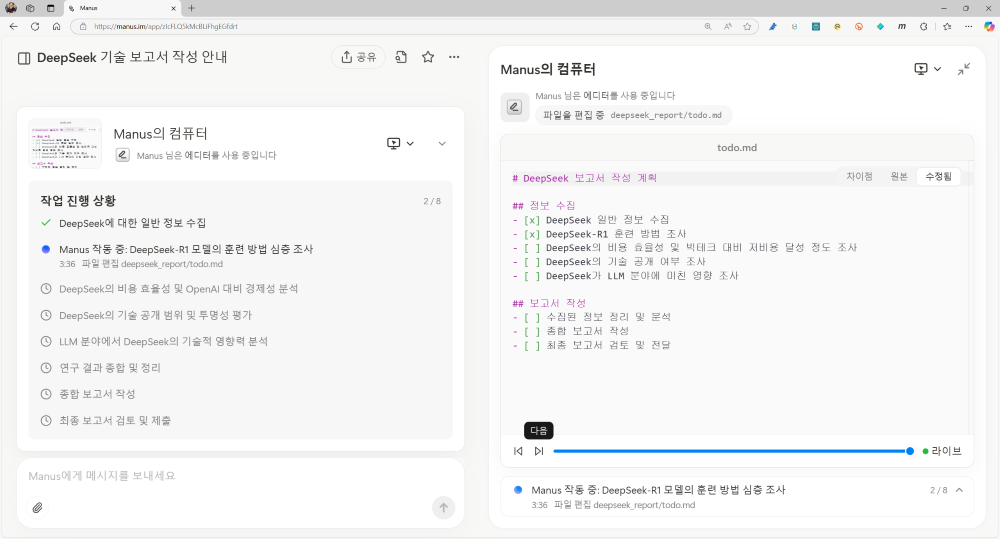 Manus
https://manus.im/app/zIcFLQ5kMcBUFhgEGfdrt
DeepSeek 기술 보고서 작성 안내
공유
Manus의 컴퓨터
Manus 님은 에디터를 사용 중입니다
작업 진행 상황
2 / 8
DeepSeek에 대한 일반 정보 수집
Manus 작동 중: DeepSeek-R1 모델의 훈련 방법 심층 조사
3:36 파일 편집 deepseek_report/todo.md
DeepSeek의 비용 효율성 및 OpenAI 대비 경제성 분석
DeepSeek의 기술 공개 범위 및 투명성 평가
LLM 분야에서 DeepSeek의 기술적 영향력 분석
연구 결과 종합 및 정리
종합 보고서 작성
최종 보고서 검토 및 제출
Manus에게 메시지를 보내세요
Manus의 컴퓨터
Manus 님은 에디터를 사용 중입니다
파일을 편집 중 deepseek_report/todo.md
todo.md
차이점 원본 수정됨
# DeepSeek 보고서 작성 계획
## 정보 수집
- [x] DeepSeek 일반 정보 수집
- [x] DeepSeek-R1 훈련 방법 조사
- [ ] DeepSeek의 비용 효율성 및 빅테크 대비 저비용 달성 정도 조사
- [ ] DeepSeek의 기술 공개 여부 조사
- [ ] DeepSeek가 LLM 분야에 미친 영향 조사
## 보고서 작성
- [ ] 수집된 정보 정리 및 분석
- [ ] 종합 보고서 작성
- [ ] 최종 보고서 검토 및 전달
다음
라이브
Manus 작동 중: DeepSeek-R1 모델의 훈련 방법 심층 조사
2 / 8
3:36 파일 편집 deepseek_report/todo.md